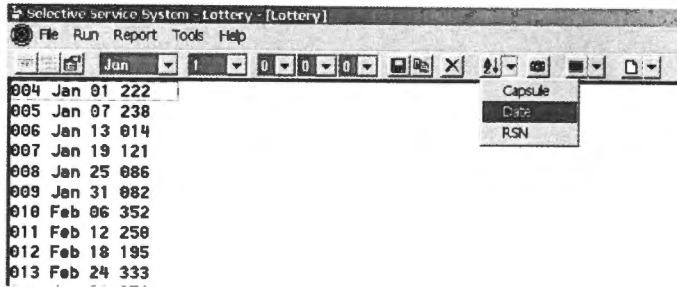 Selective Service System - Lottery - [Lottery]
File Run Report Tools Help
Jan 1 0 0 0
Capsule
Date
RSN
004 Jan 01 222
005 Jan 07 238
006 Jan 13 014
007 Jan 19 121
008 Jan 25 086
009 Jan 31 082
010 Feb 06 352
011 Feb 12 250
012 Feb 18 195
013 Feb 24 333